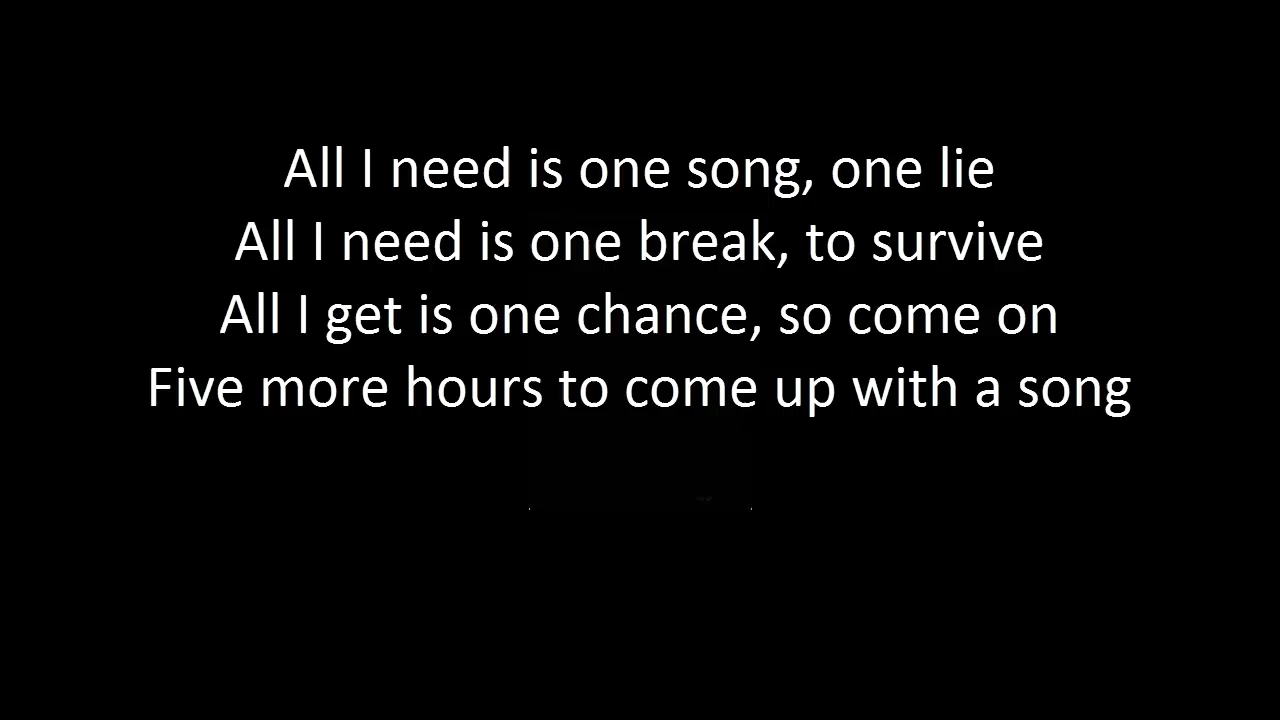 All I need is one song, one lie
All I need is one break, to survive
All I get is one chance, so come on
Five more hours to come up with a song